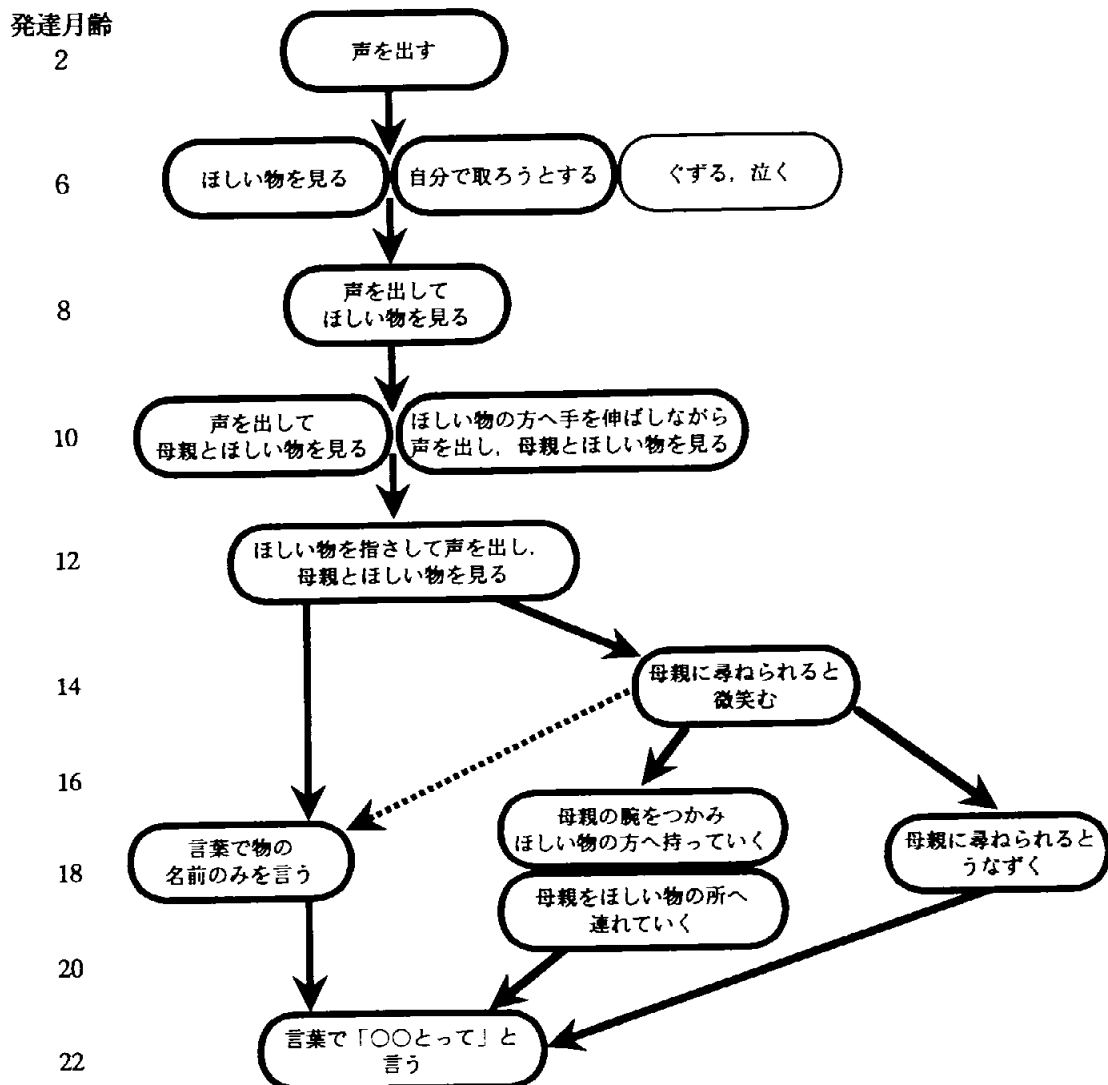 発達月齢
2
声を出す
6
ほしい物を見る
自分で取ろうとする
ぐずる，泣く
8
声を出して
ほしい物を見る
10
声を出して
母親とほしい物を見る
ほしい物の方へ手を伸ばしながら
声を出し，母親とほしい物を見る
12
ほしい物を指さして声を出し，
母親とほしい物を見る
14
母親に尋ねられると
微笑む
16
母親の腕をつかみ
ほしい物の方へ持っていく
18
言葉で物の
名前のみを言う
母親に尋ねられると
うなずく
母親をほしい物の所へ
連れていく
20
22
言葉で「〇〇とって」と
言う